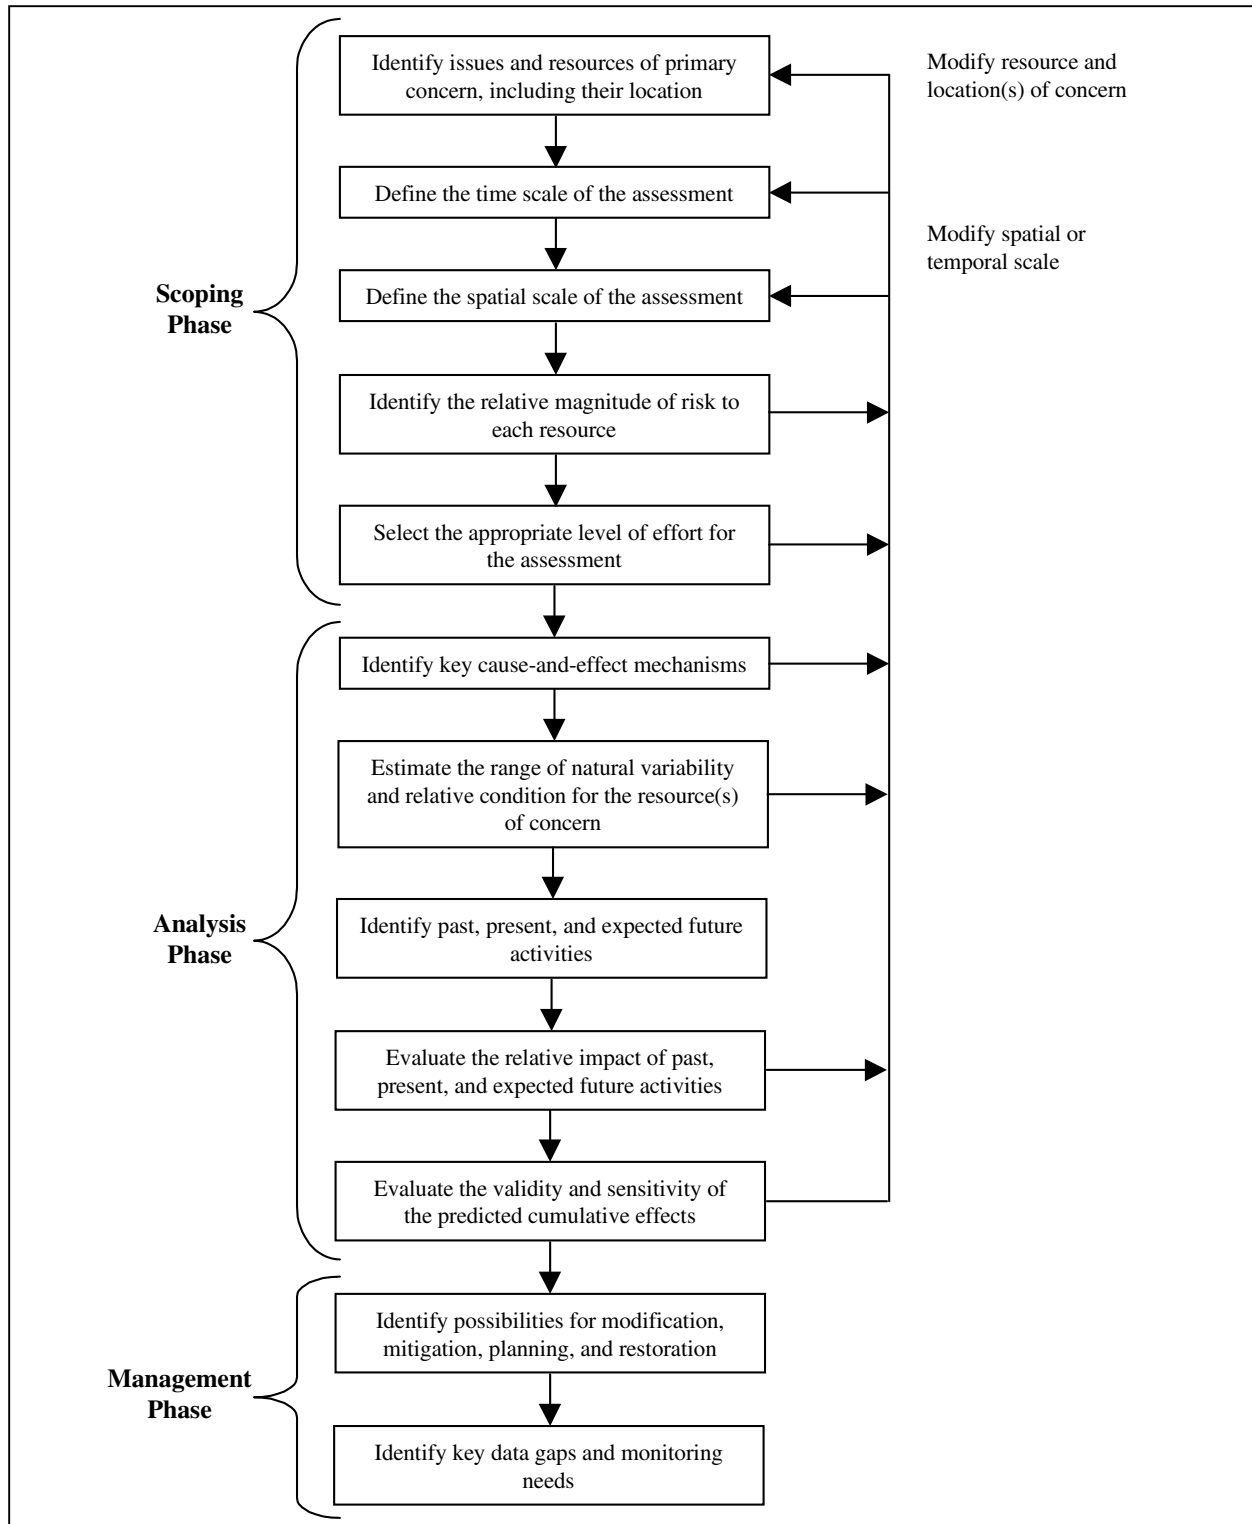 Identify issues and resources of primary
concern, including their location
Modify resource and
location(s) of concern
Define the time scale of the assessment
Modify spatial or
temporal scale
Scoping
Phase
Define the spatial scale of the assessment
Identify the relative magnitude of risk to
each resource
Select the appropriate level of effort for
the assessment
Identify key cause-and-effect mechanisms
Estimate the range of natural variability
and relative condition for the resource(s)
of concern
Analysis
Phase
Identify past, present, and expected future
activities
Evaluate the relative impact of past,
present, and expected future activities
Evaluate the validity and sensitivity of
the predicted cumulative effects
Identify possibilities for modification,
mitigation, planning, and restoration
Management
Phase
Identify key data gaps and monitoring
needs